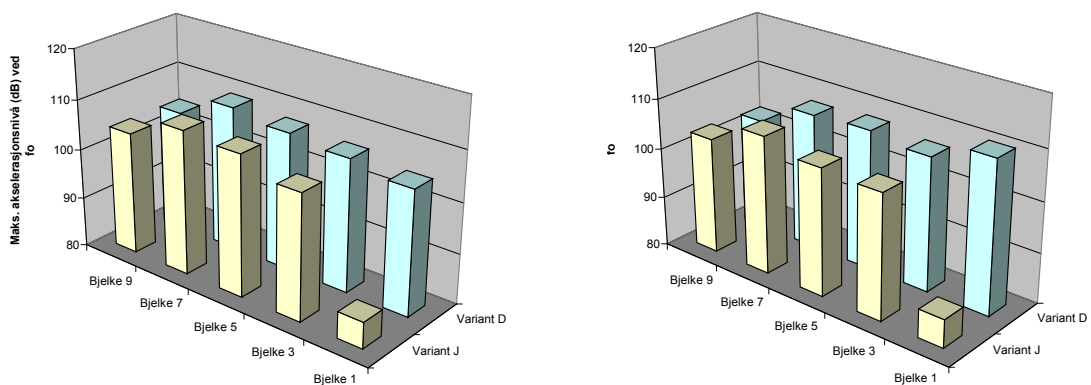 Maks. akselerasjonsnivå (dB) ved
fo
120
110
100
90
80
Bjelke 9
Bjelke 7
Bjelke 5
Bjelke 3
Bjelke 1
Variant J
Variant D
fo
120
110
100
90
80
Bjelke 9
Bjelke 7
Bjelke 5
Bjelke 3
Bjelke 1
Variant J
Variant D